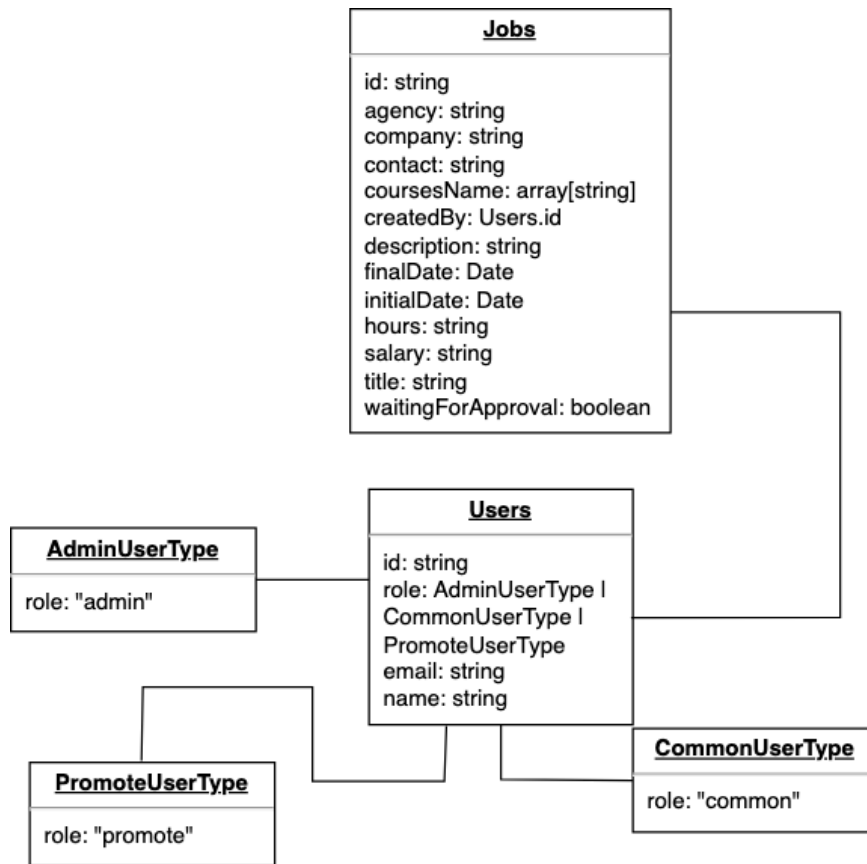 Jobs
id: string
agency: string
company: string
contact: string
coursesName: array[string]
createdBy: Users.id
description: string
finalDate: Date
initialDate: Date
hours: string
salary: string
title: string
waitingForApproval: boolean
Users
id: string
role: AdminUserType |
CommonUserType |
PromoteUserType
email: string
name: string
AdminUserType
role: "admin"
PromoteUserType
role: "promote"
CommonUserType
role: "common"